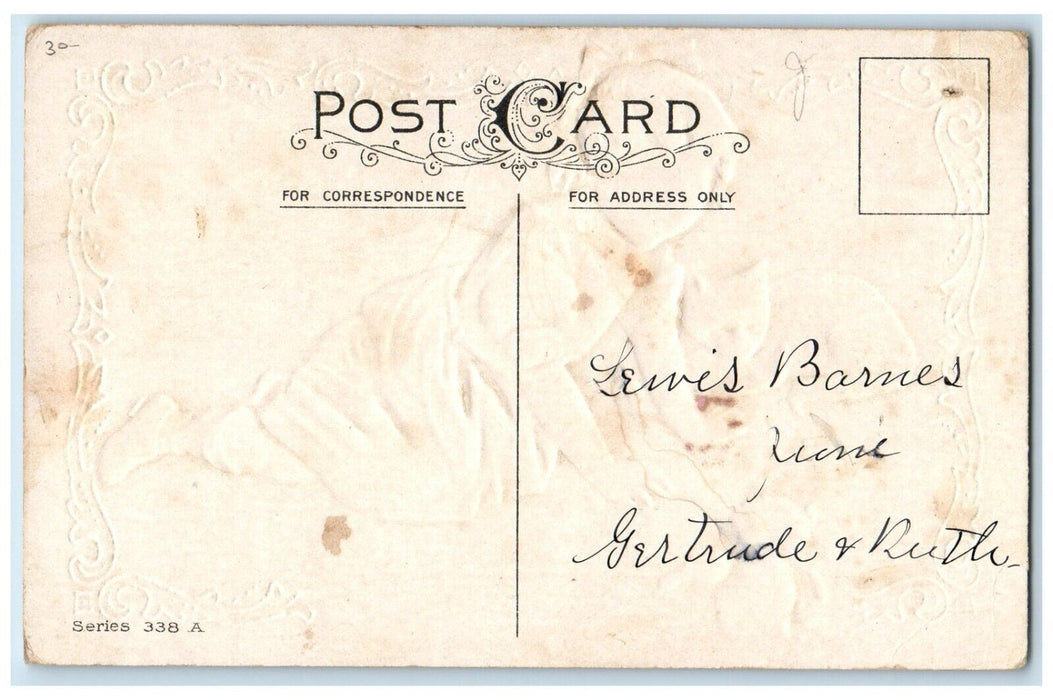 30-
POST CARD
FOR CORRESPONDENCE
FOR ADDRESS ONLY
Lewis Barnes
Gertrude & Ruth
Series 338 A